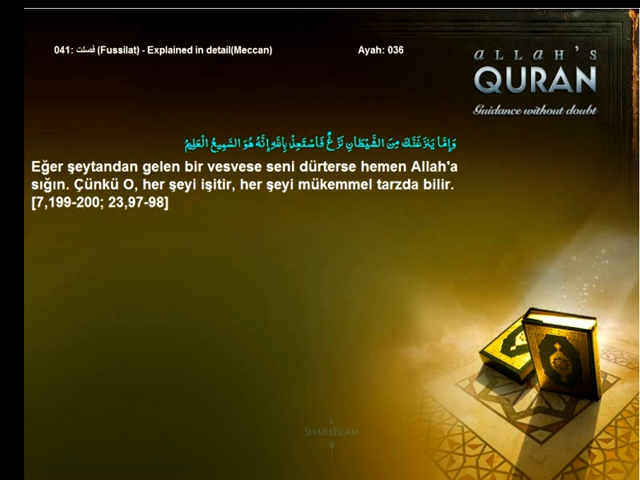 041: فصلت (Fussilat) - Explained in detail(Meccan)
Ayah: 036
ALLAH'S
QURAN
Guidance without doubt
وَإِمَّا يَنزَغَنَّكَ مِنَ الشَّيْطَانِ نَزْغٌ فَاسْتَعِذْ بِاللَّهِ إِنَّهُ هُوَ السَّمِيعُ الْعَلِيمُ
Eğer şeytandan gelen bir vesvese seni dürterse hemen Allah'a
sığın. Çünkü O, her şeyi işitir, her şeyi mükemmel tarzda bilir.
[7,199-200; 23,97-98]
SHAREISLAM